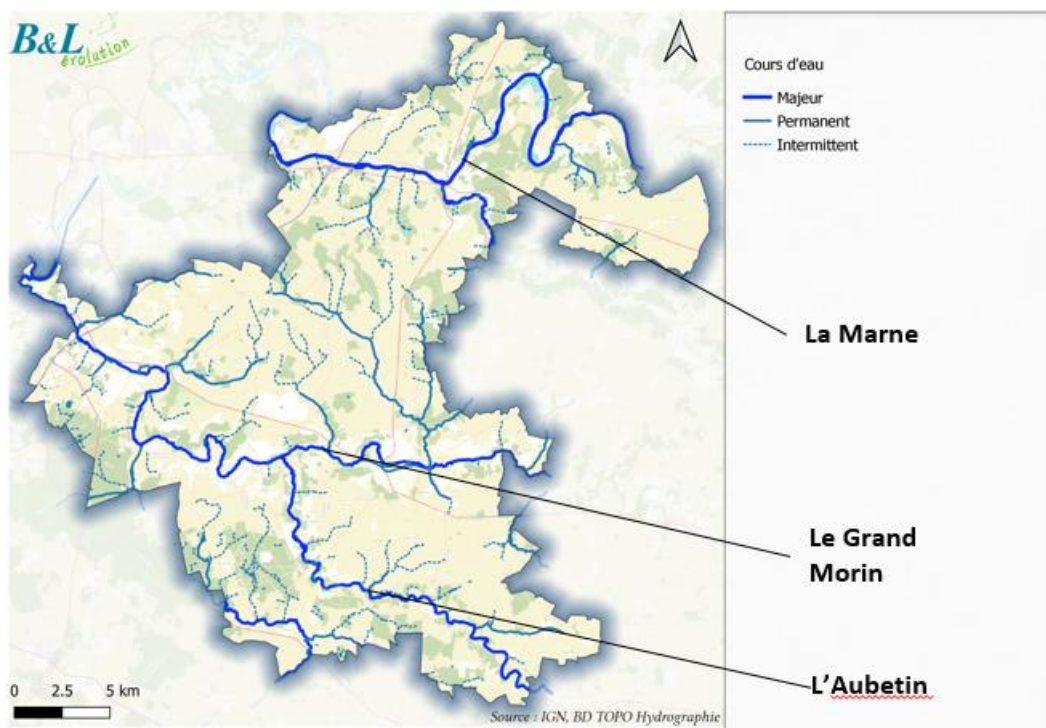 B&L
évolution
Cours d'eau
Majeur
Permanent
Intermittent
La Marne
Le Grand
Morin
L'Aubetin
0 2.5 5 km
Source : IGN, BD TOPO Hydrographie